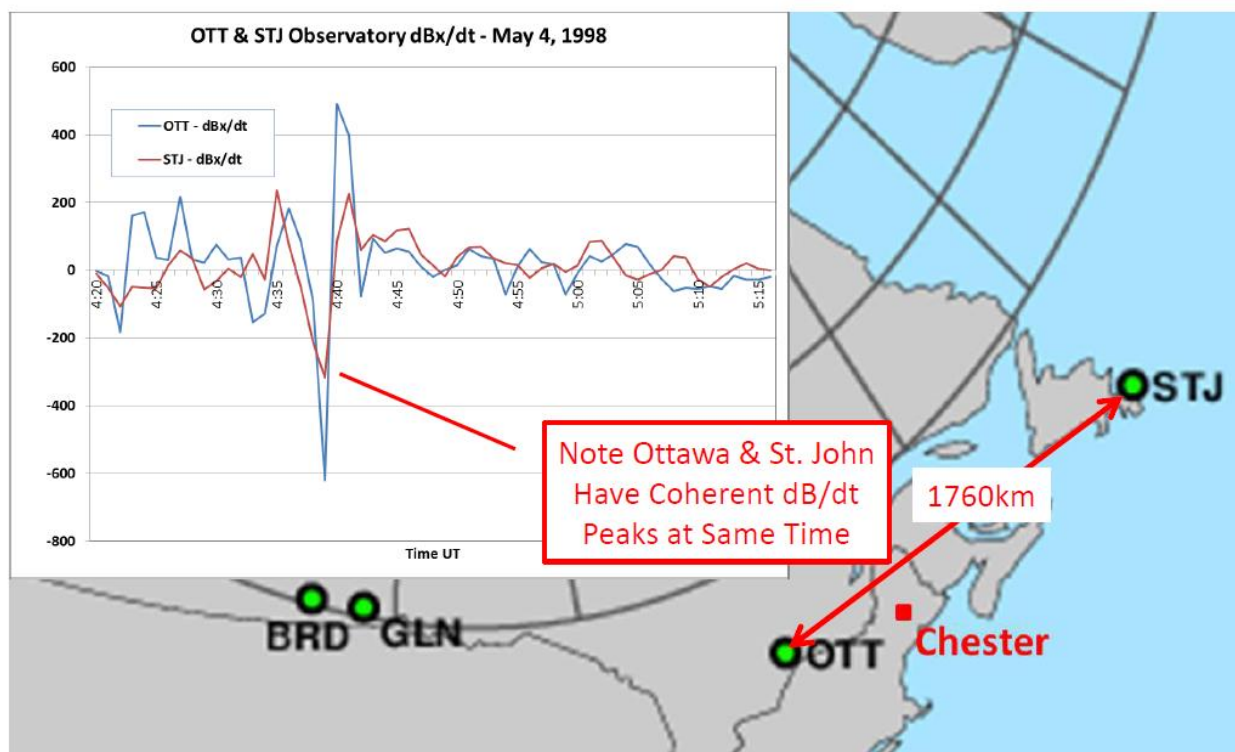 OTT & STJ Observatory dBx/dt - May 4, 1998
600
400
200
0
-200
-400
-600
-800
OTT - dBx/dt
STJ - dBx/dt
4:20
4:25
4:30
4:35
4:40
4:45
4:50
4:55
5:00
5:05
5:10
5:15
Time UT
Note Ottawa & St. John
Have Coherent dB/dt
Peaks at Same Time
1760km
STJ
BRD
GLN
OTT
Chester